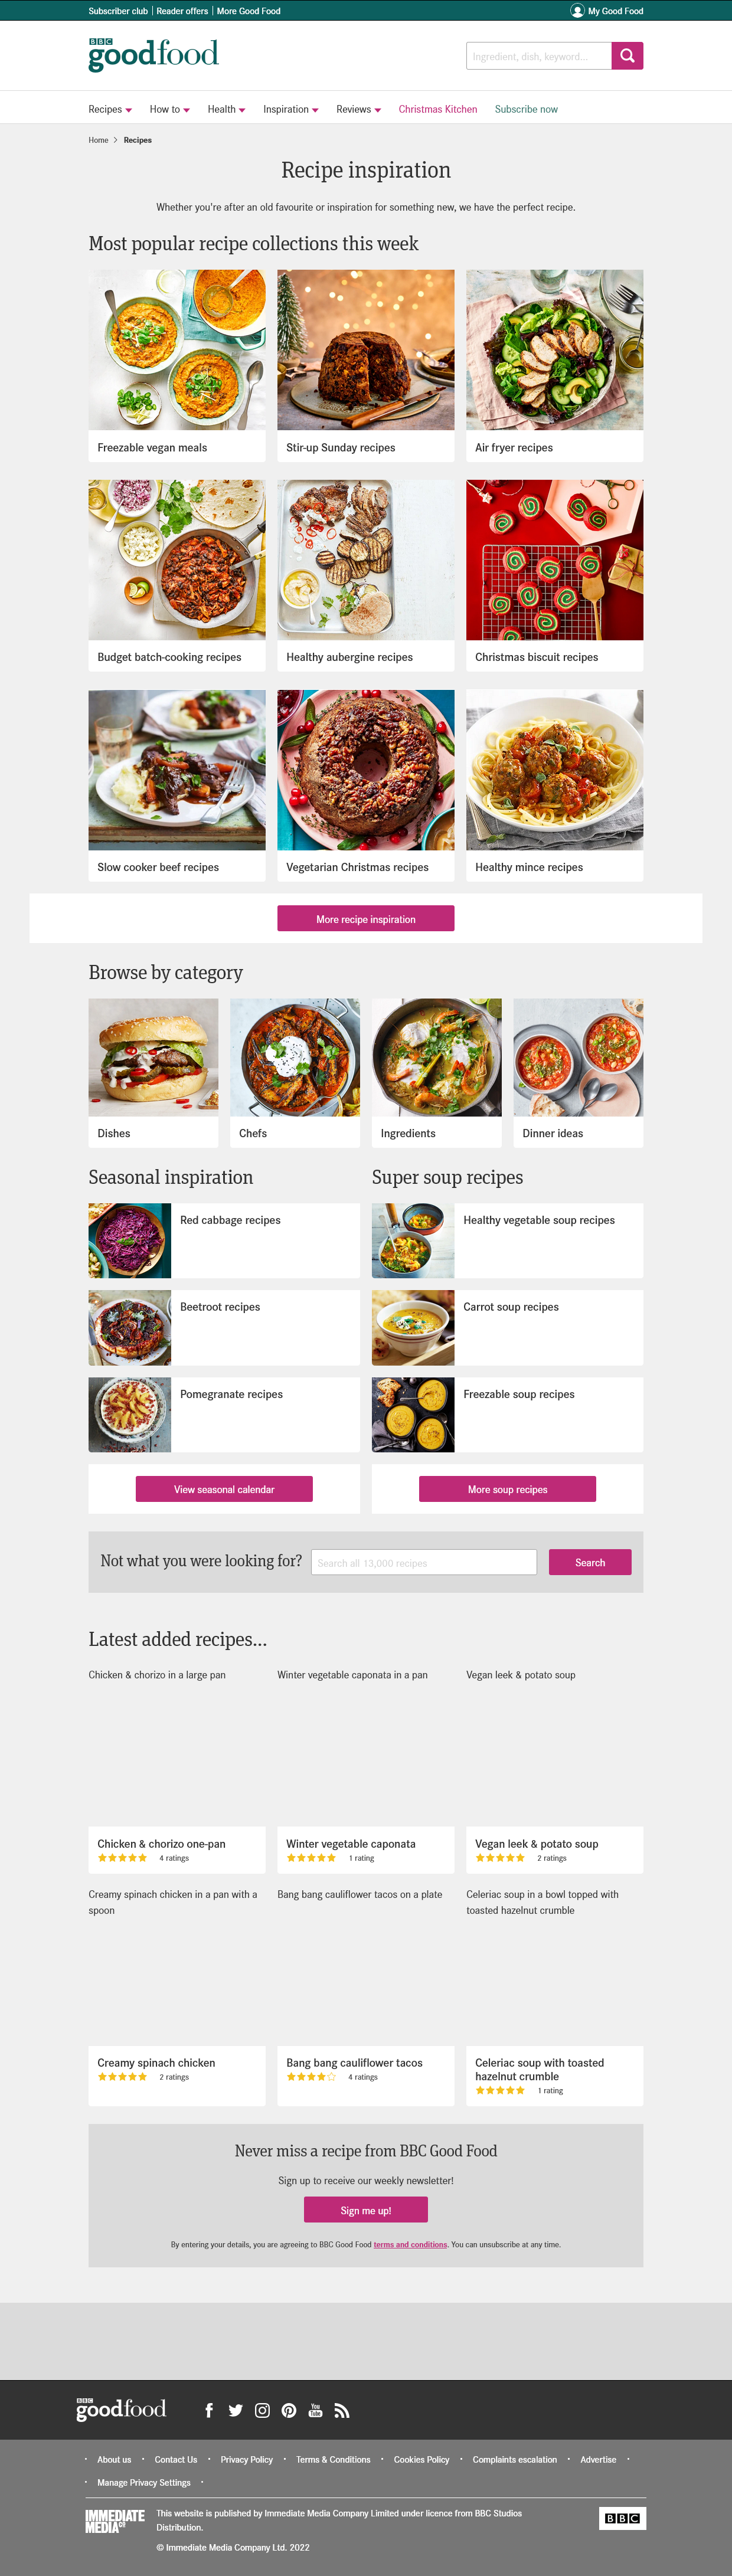 Subscriber club
Reader offers
More Good Food
My Good Food
BBC
goodfood
Ingredient, dish, keyword...
Recipes
How to
Health
Inspiration
Reviews
Christmas Kitchen
Subscribe now
Home
Recipes
Recipe inspiration
Whether you're after an old favourite or inspiration for something new, we have the perfect recipe.
Most popular recipe collections this week
Freezable vegan meals
Stir-up Sunday recipes
Air fryer recipes
Budget batch-cooking recipes
Healthy aubergine recipes
Christmas biscuit recipes
Slow cooker beef recipes
Vegetarian Christmas recipes
Healthy mince recipes
More recipe inspiration
Browse by category
Dishes
Chefs
Ingredients
Dinner ideas
Seasonal inspiration
Red cabbage recipes
Beetroot recipes
Pomegranate recipes
View seasonal calendar
Super soup recipes
Healthy vegetable soup recipes
Carrot soup recipes
Freezable soup recipes
More soup recipes
Not what you were looking for?
Search all 13,000 recipes
Search
Latest added recipes...
Chicken & chorizo in a large pan
Winter vegetable caponata in a pan
Vegan leek & potato soup
Chicken & chorizo one-pan
4 ratings
Winter vegetable caponata
1 rating
Vegan leek & potato soup
2 ratings
Creamy spinach chicken in a pan with a
spoon
Bang bang cauliflower tacos on a plate
Celeriac soup in a bowl topped with
toasted hazelnut crumble
Creamy spinach chicken
2 ratings
Bang bang cauliflower tacos
4 ratings
Celeriac soup with toasted
hazelnut crumble
1 rating
Never miss a recipe from BBC Good Food
Sign up to receive our weekly newsletter!
Sign me up!
By entering your details, you are agreeing to BBC Good Food terms and conditions. You can unsubscribe at any time.
BBC
goodfood
You
Tube
About us
Contact Us
Privacy Policy
Terms & Conditions
Cookies Policy
Complaints escalation
Advertise
Manage Privacy Settings
IMMEDIATE
MEDIA CO
This website is published by Immediate Media Company Limited under licence from BBC Studios
Distribution.
© Immediate Media Company Ltd. 2022
BBC